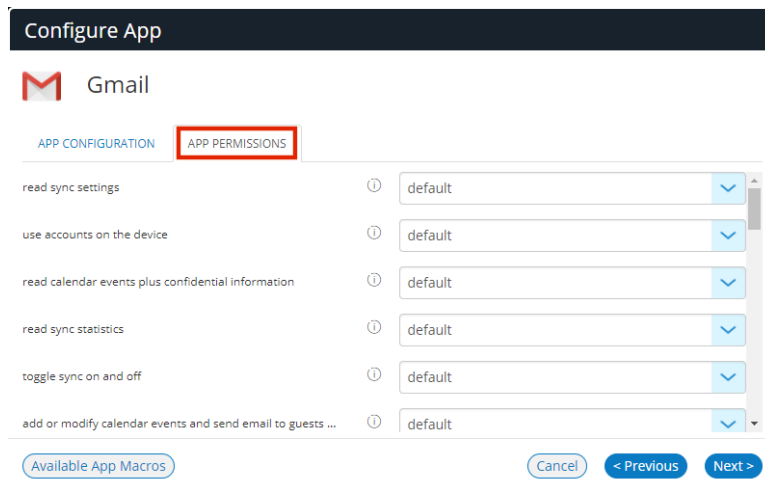 Configure App
Gmail
APP CONFIGURATION APP PERMISSIONS
read sync settings default
use accounts on the device default
read calendar events plus confidential information default
read sync statistics default
toggle sync on and off default
add or modify calendar events and send email to guests ... default
Available App Macros Cancel < Previous Next >